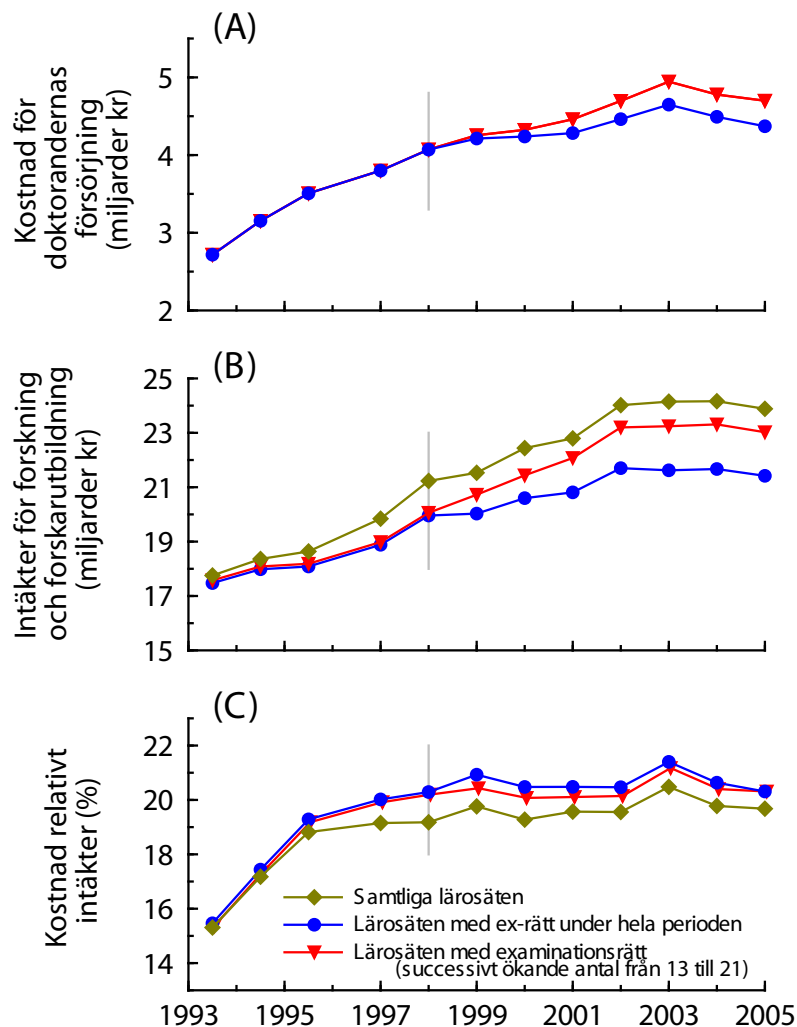 (A)
Kostnad för
doktorandernas
försörjning
(miljarder kr)
5
4
3
2
(B)
Intäkter för forskning
och forskarutbildning
(miljarder kr)
25
23
21
19
17
15
(C)
Kostnad relativt
intäkter (%)
22
20
18
16
14
Samtliga lärosäten
Lärosäten med ex-rätt under hela perioden
Lärosäten med examinationsrätt
(successivt ökande antal från 13 till 21)
1993 1995 1997 1999 2001 2003 2005